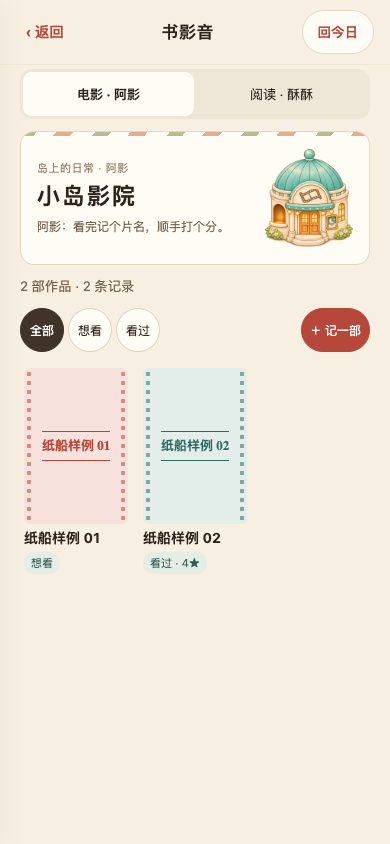 ‹ 返回
书影音
回今日
电影 · 阿影
阅读 · 酥酥
岛上的日常 · 阿影
小岛影院
阿影：看完记个片名，顺手打个分。
2 部作品 · 2 条记录
全部
想看
看过
+ 记一部
纸船样例 01
纸船样例 02
纸船样例 01
纸船样例 02
想看
看过 · 4★